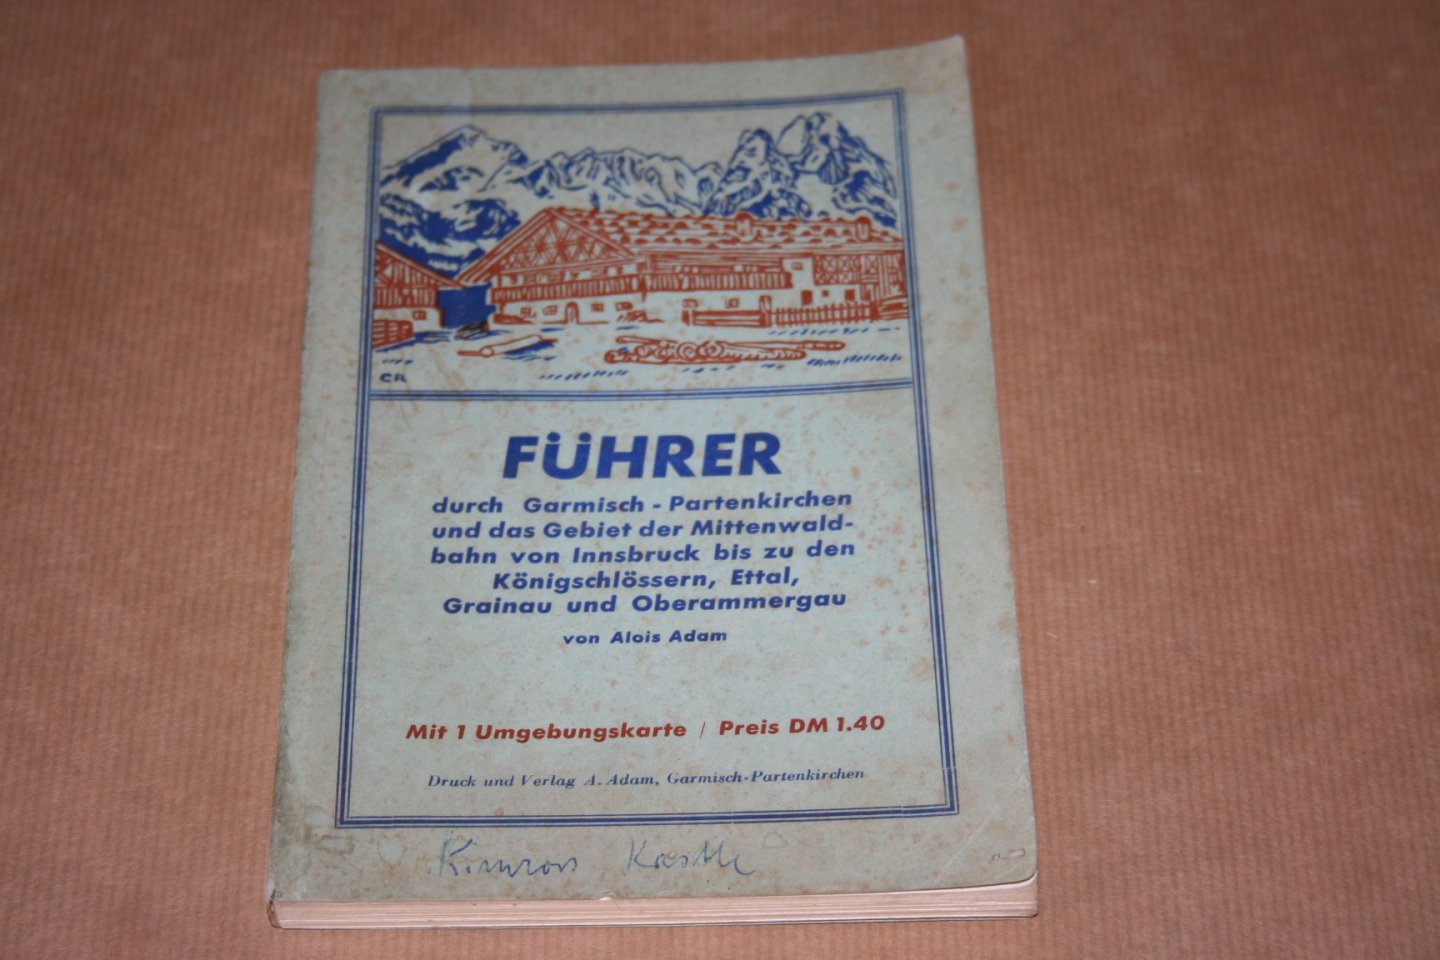 CR
FÜHRER
durch Garmisch - Partenkirchen
und das Gebiet der Mittenwald-
bahn von Innsbruck bis zu den
Königschlössern, Ettal,
Grainau und Oberammergau
von Alois Adam
Mit 1 Umgebungskarte / Preis DM 1.40
Druck und Verlag A. Adam, Garmisch-Partenkirchen